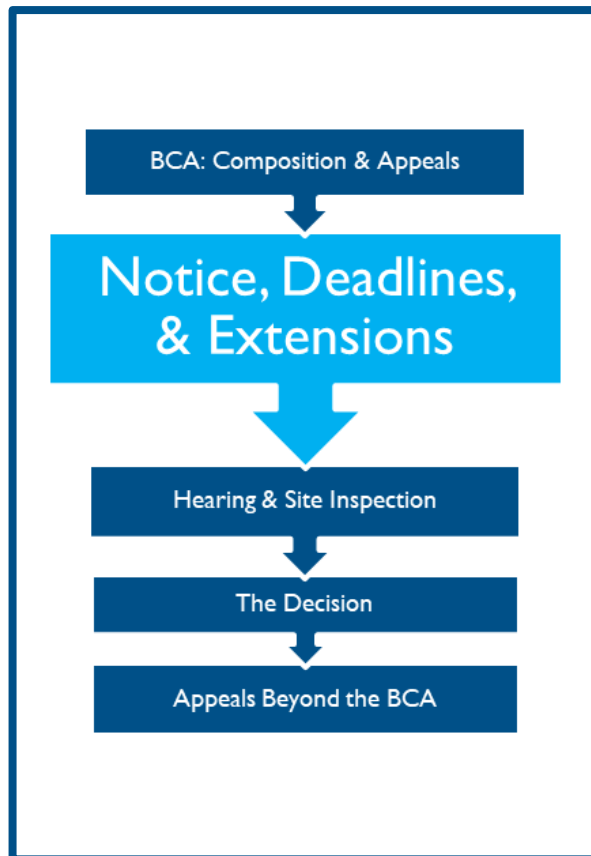 BCA: Composition & Appeals
Notice, Deadlines,
& Extensions
Hearing & Site Inspection
The Decision
Appeals Beyond the BCA